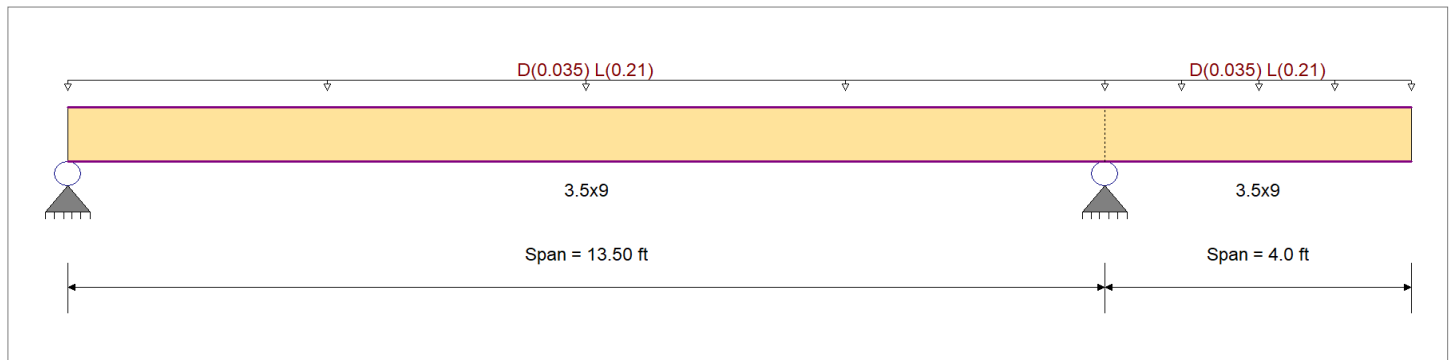 D(0.035) L(0.21)
D(0.035) L(0.21)
3.5x9
3.5x9
Span = 13.50 ft
Span = 4.0 ft